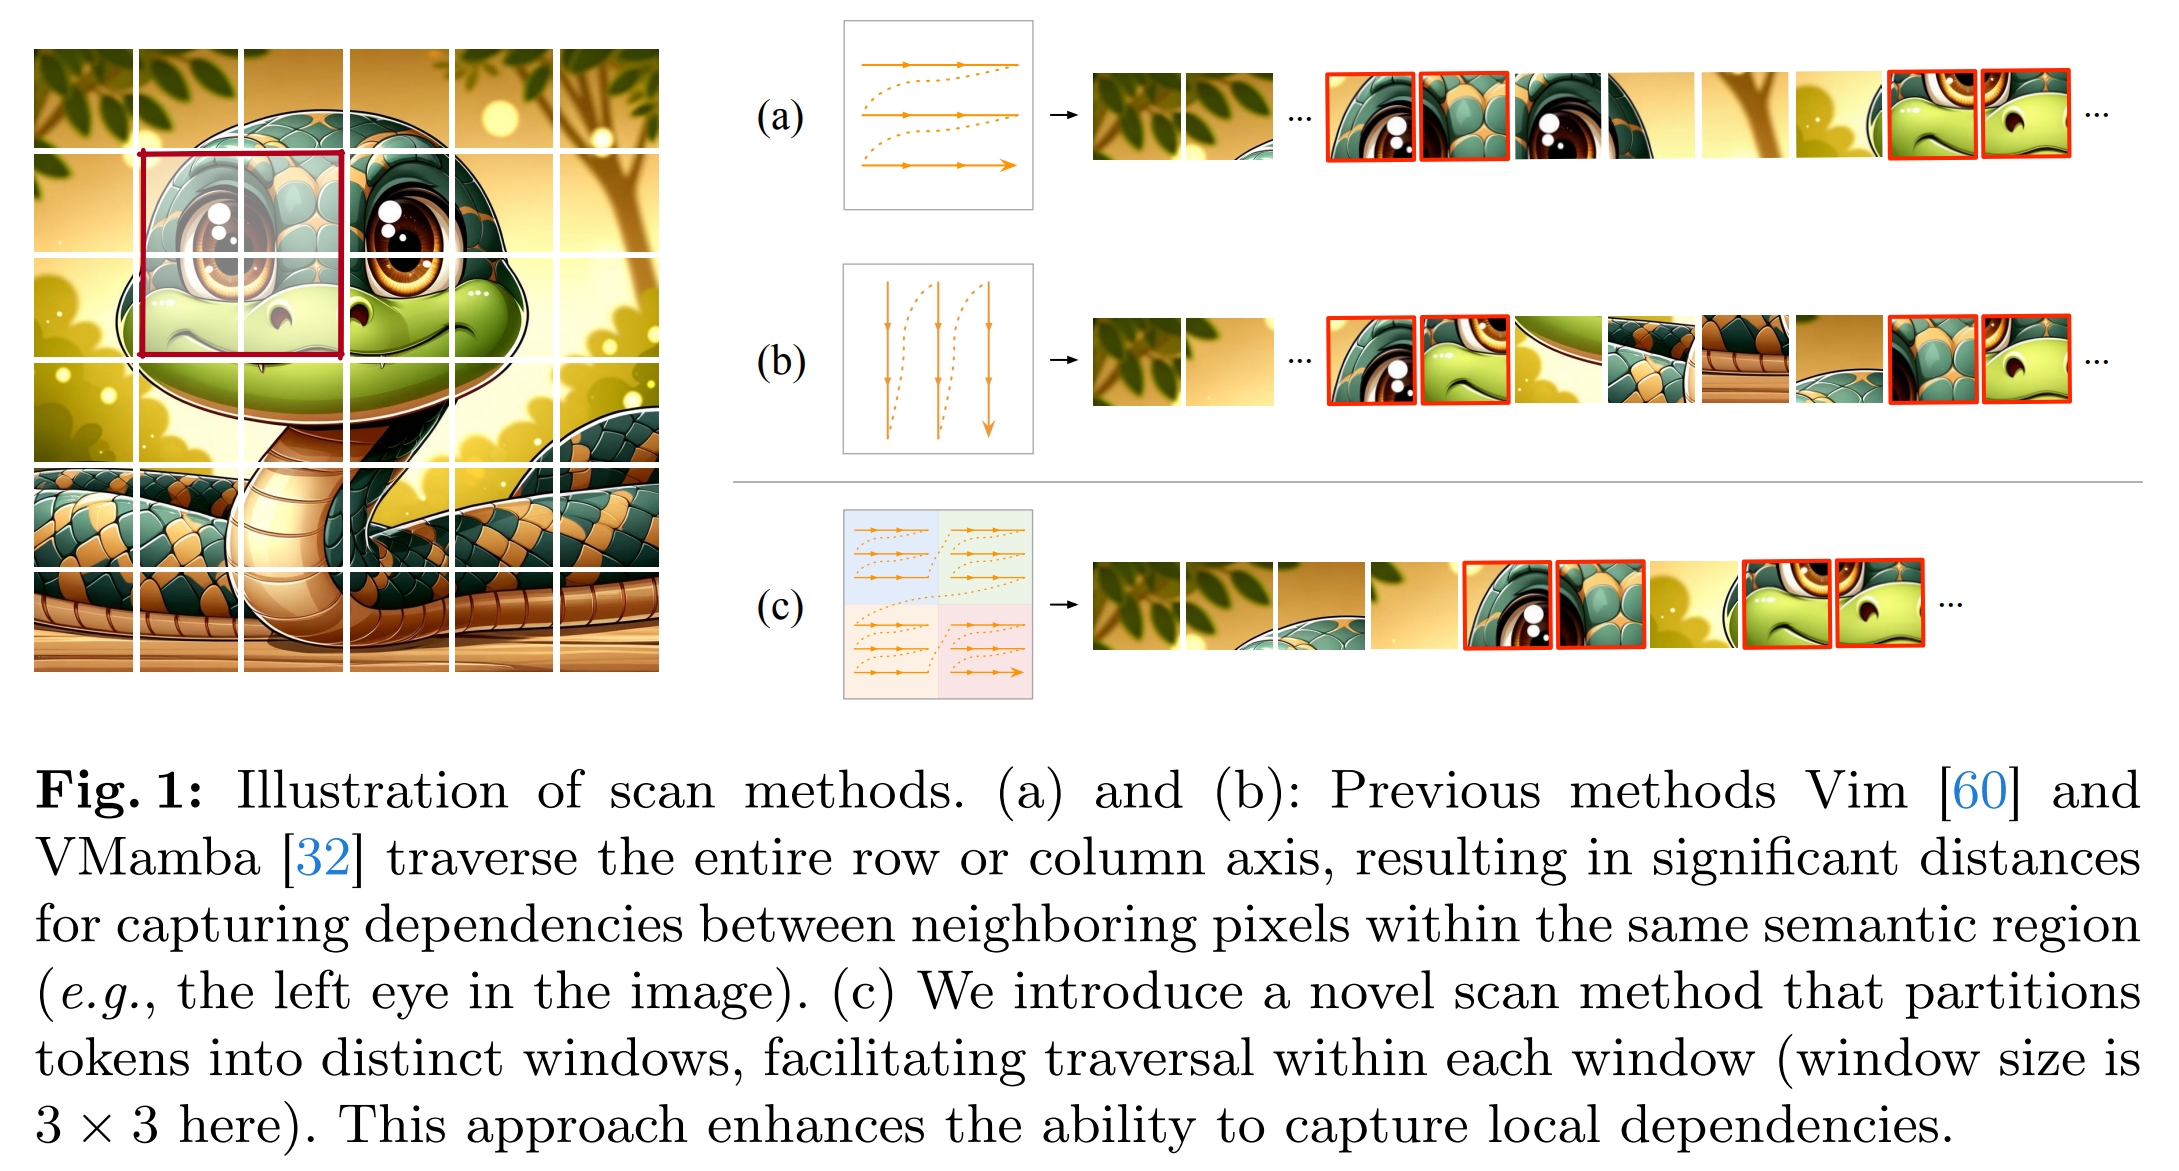 (a)
...
...
(b)
...
...
(c)
...
Fig. 1: Illustration of scan methods. (a) and (b): Previous methods Vim [60] and
VMamba [32] traverse the entire row or column axis, resulting in significant distances
for capturing dependencies between neighboring pixels within the same semantic region
(e.g., the left eye in the image). (c) We introduce a novel scan method that partitions
tokens into distinct windows, facilitating traversal within each window (window size is
3 × 3 here). This approach enhances the ability to capture local dependencies.